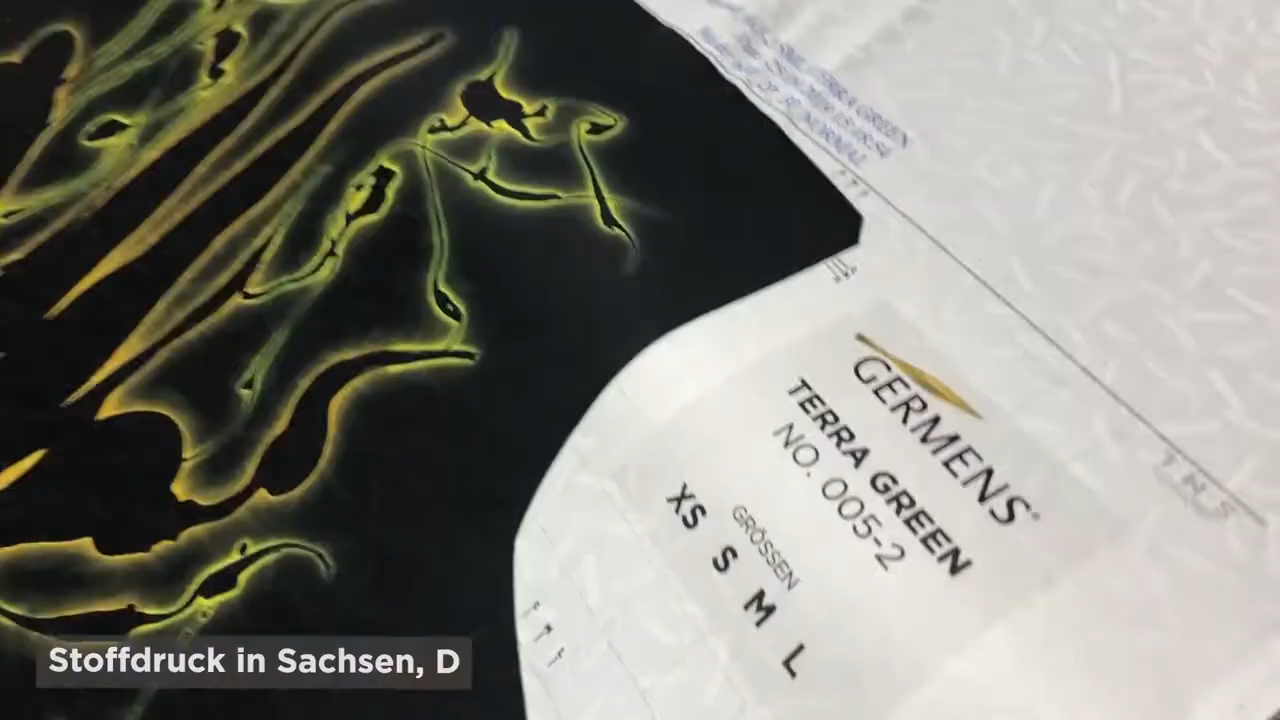 GERMENS®
TERRA GREEN
NO. 005-2
GRÖSSEN
XS S M L
Stoffdruck in Sachsen, D